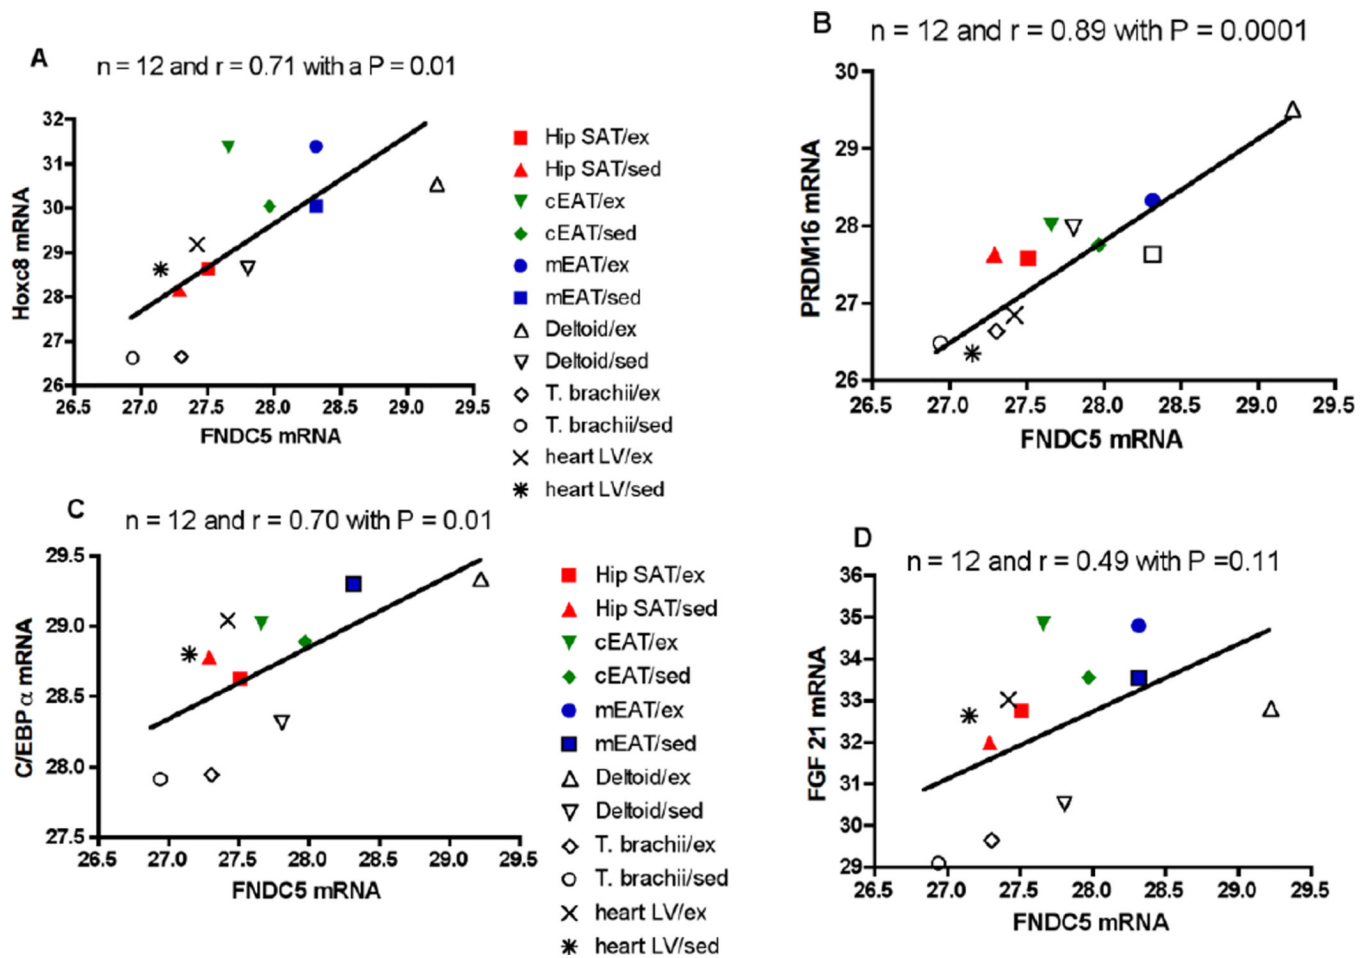 A
n = 12 and r = 0.71 with a P = 0.01
32
31
30
29
28
27
26
Hoxc8 mRNA
26.5 27.0 27.5 28.0 28.5 29.0 29.5
FNDC5 mRNA
Hip SAT/ex
Hip SAT/sed
cEAT/ex
cEAT/sed
mEAT/ex
mEAT/sed
Deltoid/ex
Deltoid/sed
T. brachii/ex
T. brachii/sed
heart LV/ex
heart LV/sed
B
n = 12 and r = 0.89 with P = 0.0001
30
29
28
27
26
PRDM16 mRNA
26.5 27.0 27.5 28.0 28.5 29.0 29.5
FNDC5 mRNA
C
n = 12 and r = 0.70 with P = 0.01
29.5
29.0
28.5
28.0
27.5
C/EBP α mRNA
26.5 27.0 27.5 28.0 28.5 29.0 29.5
FNDC5 mRNA
Hip SAT/ex
Hip SAT/sed
cEAT/ex
cEAT/sed
mEAT/ex
mEAT/sed
Deltoid/ex
Deltoid/sed
T. brachii/ex
T. brachii/sed
heart LV/ex
heart LV/sed
D
n = 12 and r = 0.49 with P =0.11
36
35
34
33
32
31
30
29
FGF 21 mRNA
26.5 27.0 27.5 28.0 28.5 29.0 29.5
FNDC5 mRNA